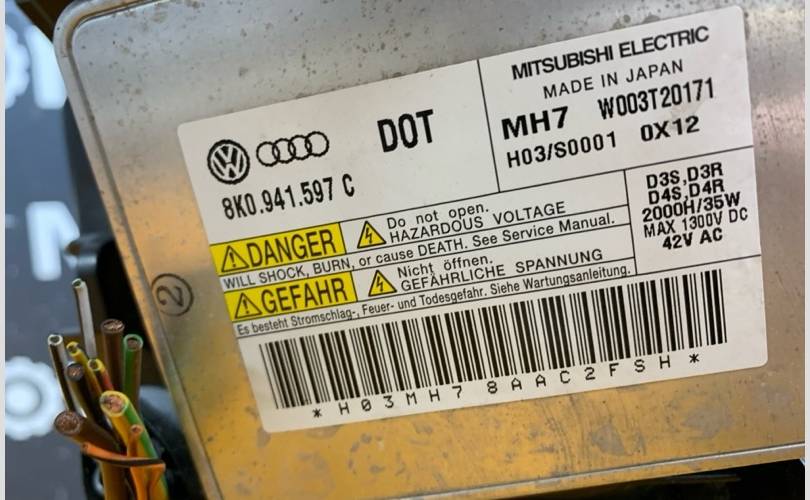 DOT
8K0.941.597 C
MITSUBISHI ELECTRIC
MADE IN JAPAN
MH7 W003T20171
H03/S0001 0X12
DANGER
Do not open.
HAZARDOUS VOLTAGE
WILL SHOCK, BURN, or cause DEATH. See Service Manual.
GEFAHR
Nicht öffnen.
GEFÄHRLICHE SPANNUNG
Es besteht Stromschlag-, Feuer- und Todesgefahr. Siehe Wartungsanleitung.
D3S,D3R
D4S,D4R
2000H/35W
MAX 1300V DC
42V AC
*H03MH78AAC2FSH*
2